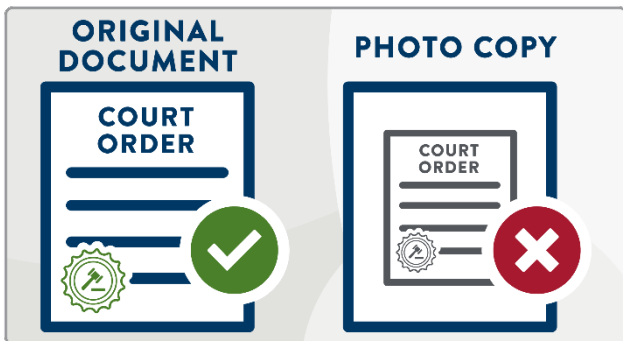 ORIGINAL
DOCUMENT
COURT
ORDER
PHOTO COPY
COURT
ORDER